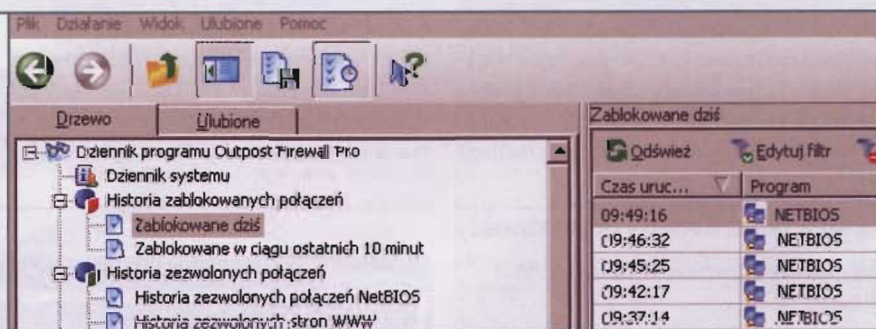 Plik Działanie Widok Ulubione Pomoc
Drzewo Ulubione
Dziennik programu Outpost Firewall Pro
Dziennik systemu
Historia zablokowanych połączeń
Zablokowane dziś
Zablokowane w ciągu ostatnich 10 minut
Historia zezwolonych połączeń
Historia zezwolonych połączeń NetBIOS
Historia zezwolonych stron WWW
Zablokowane dziś
Odśwież Edytuj filtr
Czas uruc... Program
09:49:16 NETBIOS
09:46:32 NETBIOS
09:45:25 NETBIOS
09:42:17 NETBIOS
09:37:14 NETBIOS